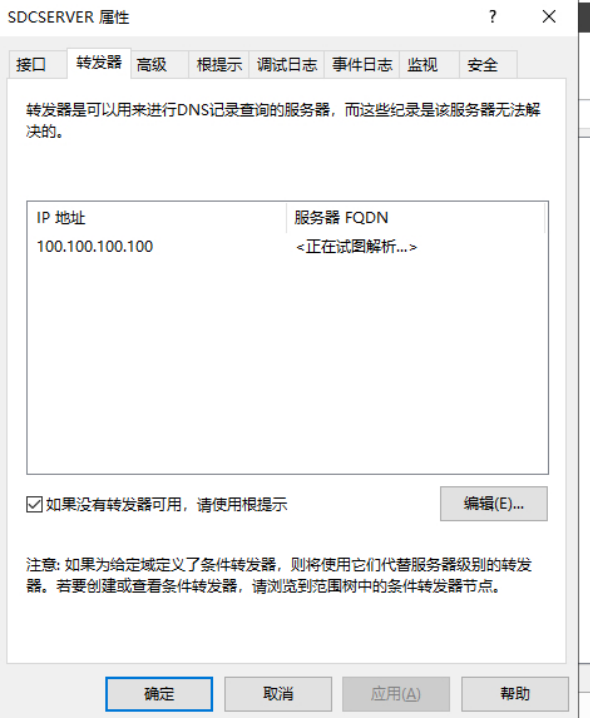 SDCSERVER 属性
? ×
接口 转发器 高级 根提示 调试日志 事件日志 监视 安全
转发器是可以用来进行DNS记录查询的服务器，而这些纪录是该服务器无法解
决的。
IP 地址 服务器 FQDN
100.100.100.100 <正在试图解析...>
如果没有转发器可用，请使用根提示 编辑(E)...
注意: 如果为给定域定义了条件转发器，则将使用它们代替服务器级别的转发
器。若要创建或查看条件转发器，请浏览到范围树中的条件转发器节点。
确定 取消 应用(A) 帮助